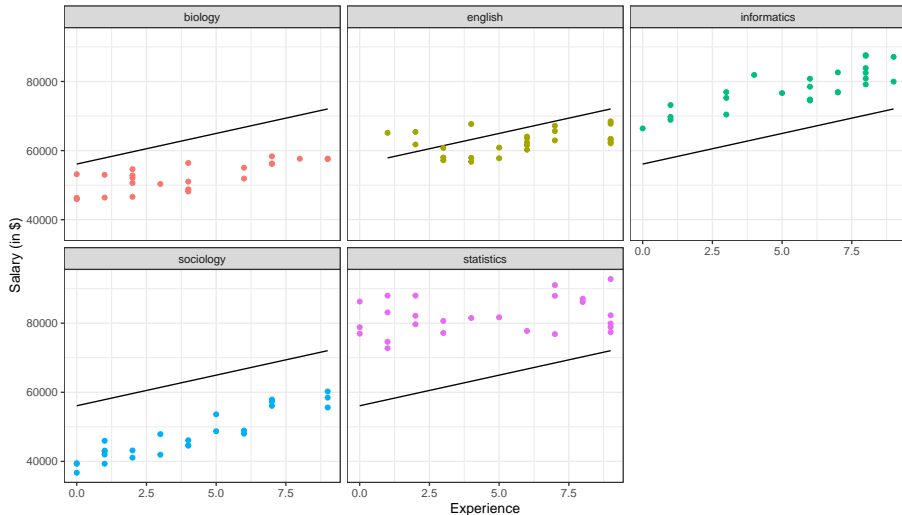 biology
english
informatics
80000
60000
40000
0.0 2.5 5.0 7.5
sociology
statistics
80000
60000
40000
0.0 2.5 5.0 7.5
0.0 2.5 5.0 7.5
Salary (in $)
Experience